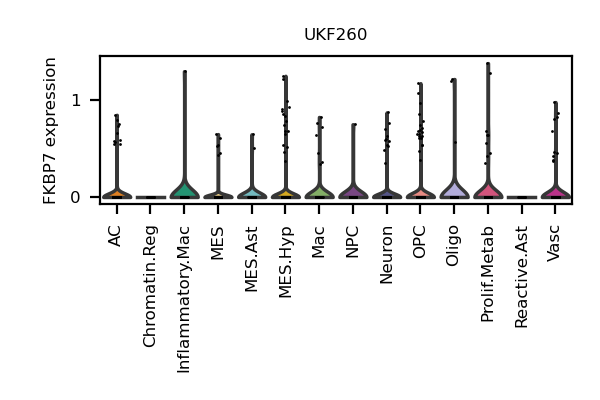 UKF260
FKBP7 expression
1
0
AC
Chromatin.Reg
Inflammatory.Mac
MES
MES.Ast
MES.Hyp
Mac
NPC
Neuron
OPC
Oligo
Prolif.Metab
Reactive.Ast
Vasc